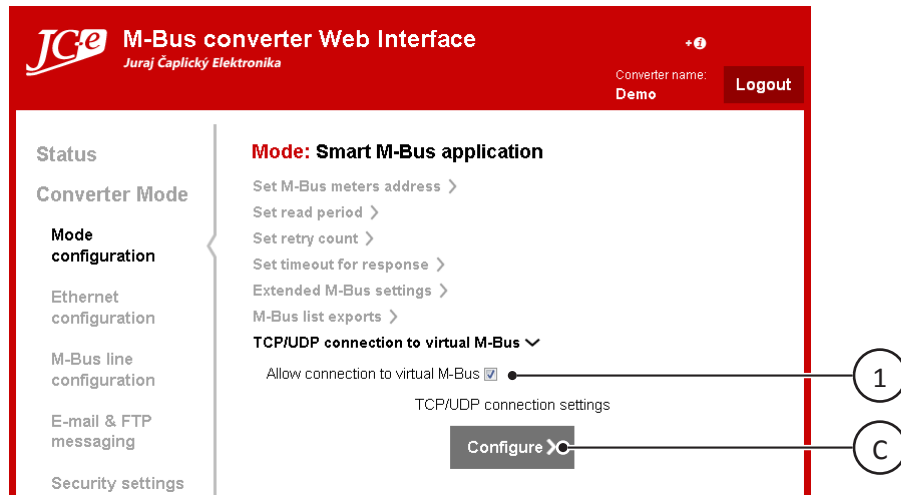 JC-e
M-Bus converter Web Interface
Juraj Čaplický Elektronika
+i
Converter name:
Demo
Logout
Status
Converter Mode
Mode
configuration
Ethernet
configuration
M-Bus line
configuration
E-mail & FTP
messaging
Security settings
Mode: Smart M-Bus application
Set M-Bus meters address >
Set read period >
Set retry count >
Set timeout for response >
Extended M-Bus settings >
M-Bus list exports >
TCP/UDP connection to virtual M-Bus
Allow connection to virtual M-Bus
TCP/UDP connection settings
Configure >
1
C